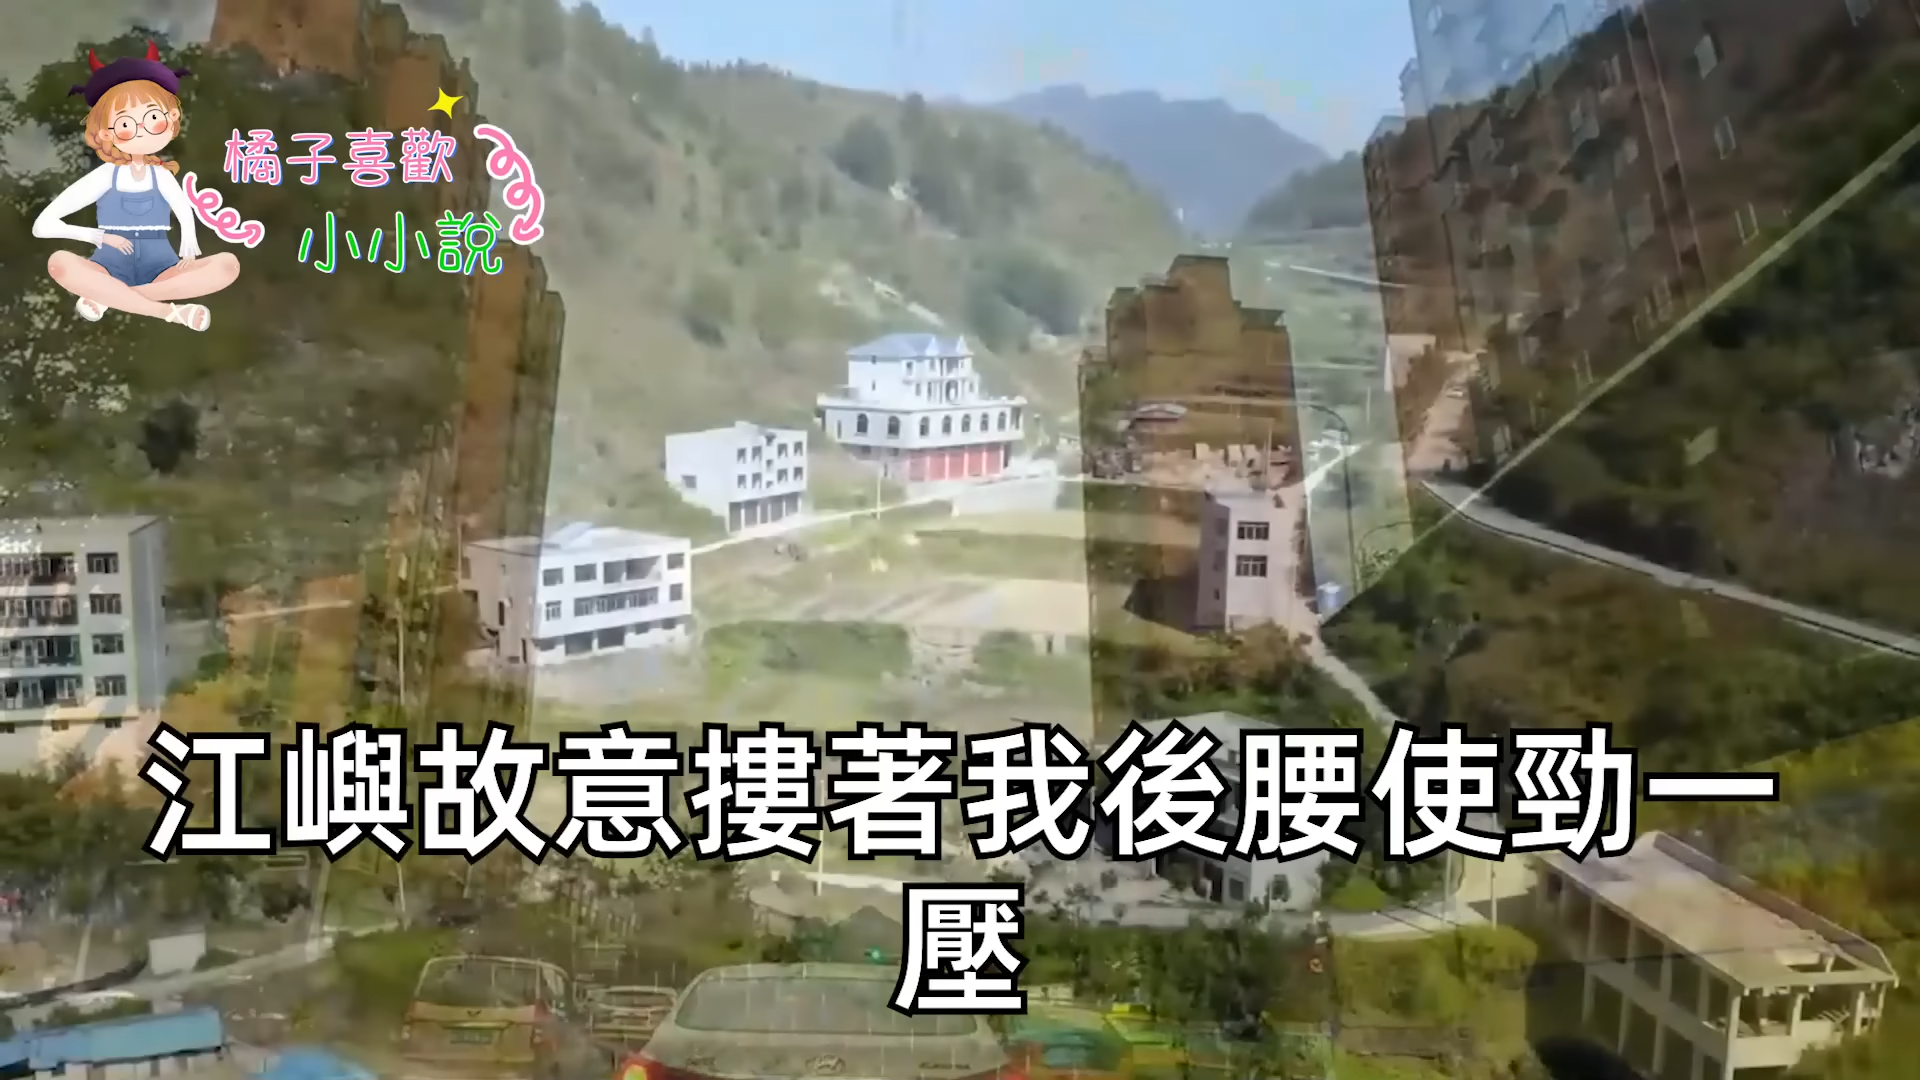 橘子喜歡
小小說
江嶼故意摟著我後腰使勁一
壓